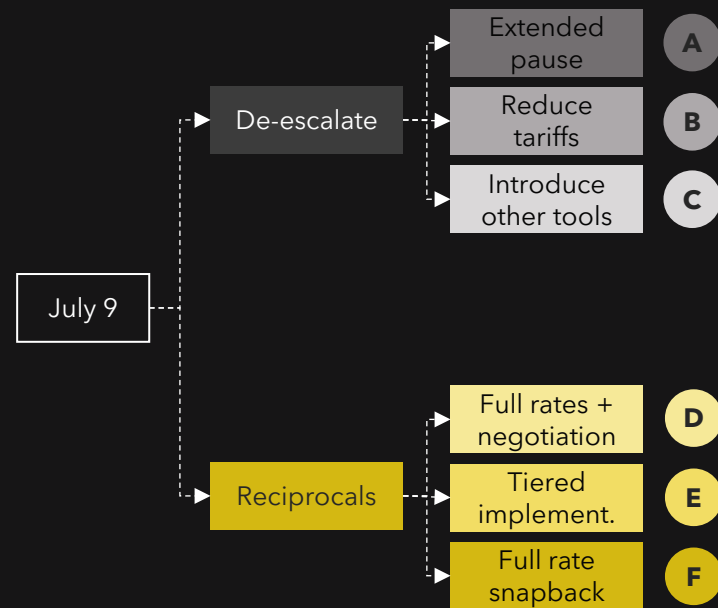 Extended
pause
A
De-escalate
Reduce
tariffs
B
Introduce
other tools
C
July 9
Full rates +
negotiation
D
Reciprocals
Tiered
implement.
E
Full rate
snapback
F